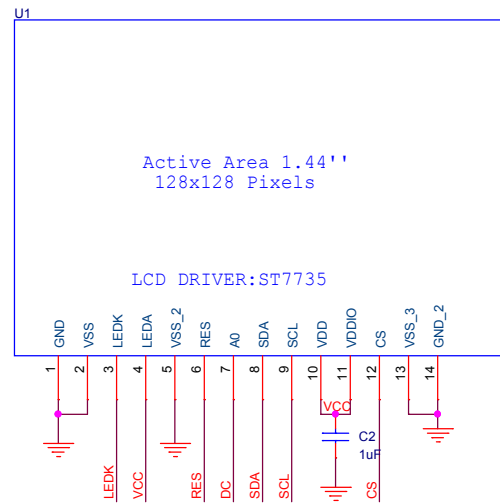 U1
Active Area 1.44''
128x128 Pixels
LCD DRIVER:ST7735
GND
VSS
LEDK
LEDA
VSS_2
RES
A0
SDA
SCL
VDD
VDDIO
CS
VSS_3
GND_2
1
2
3
4
5
6
7
8
9
10
11
12
13
14
VCC
C2
1uF
LEDK
VCC
RES
DC
SDA
SCL
CS